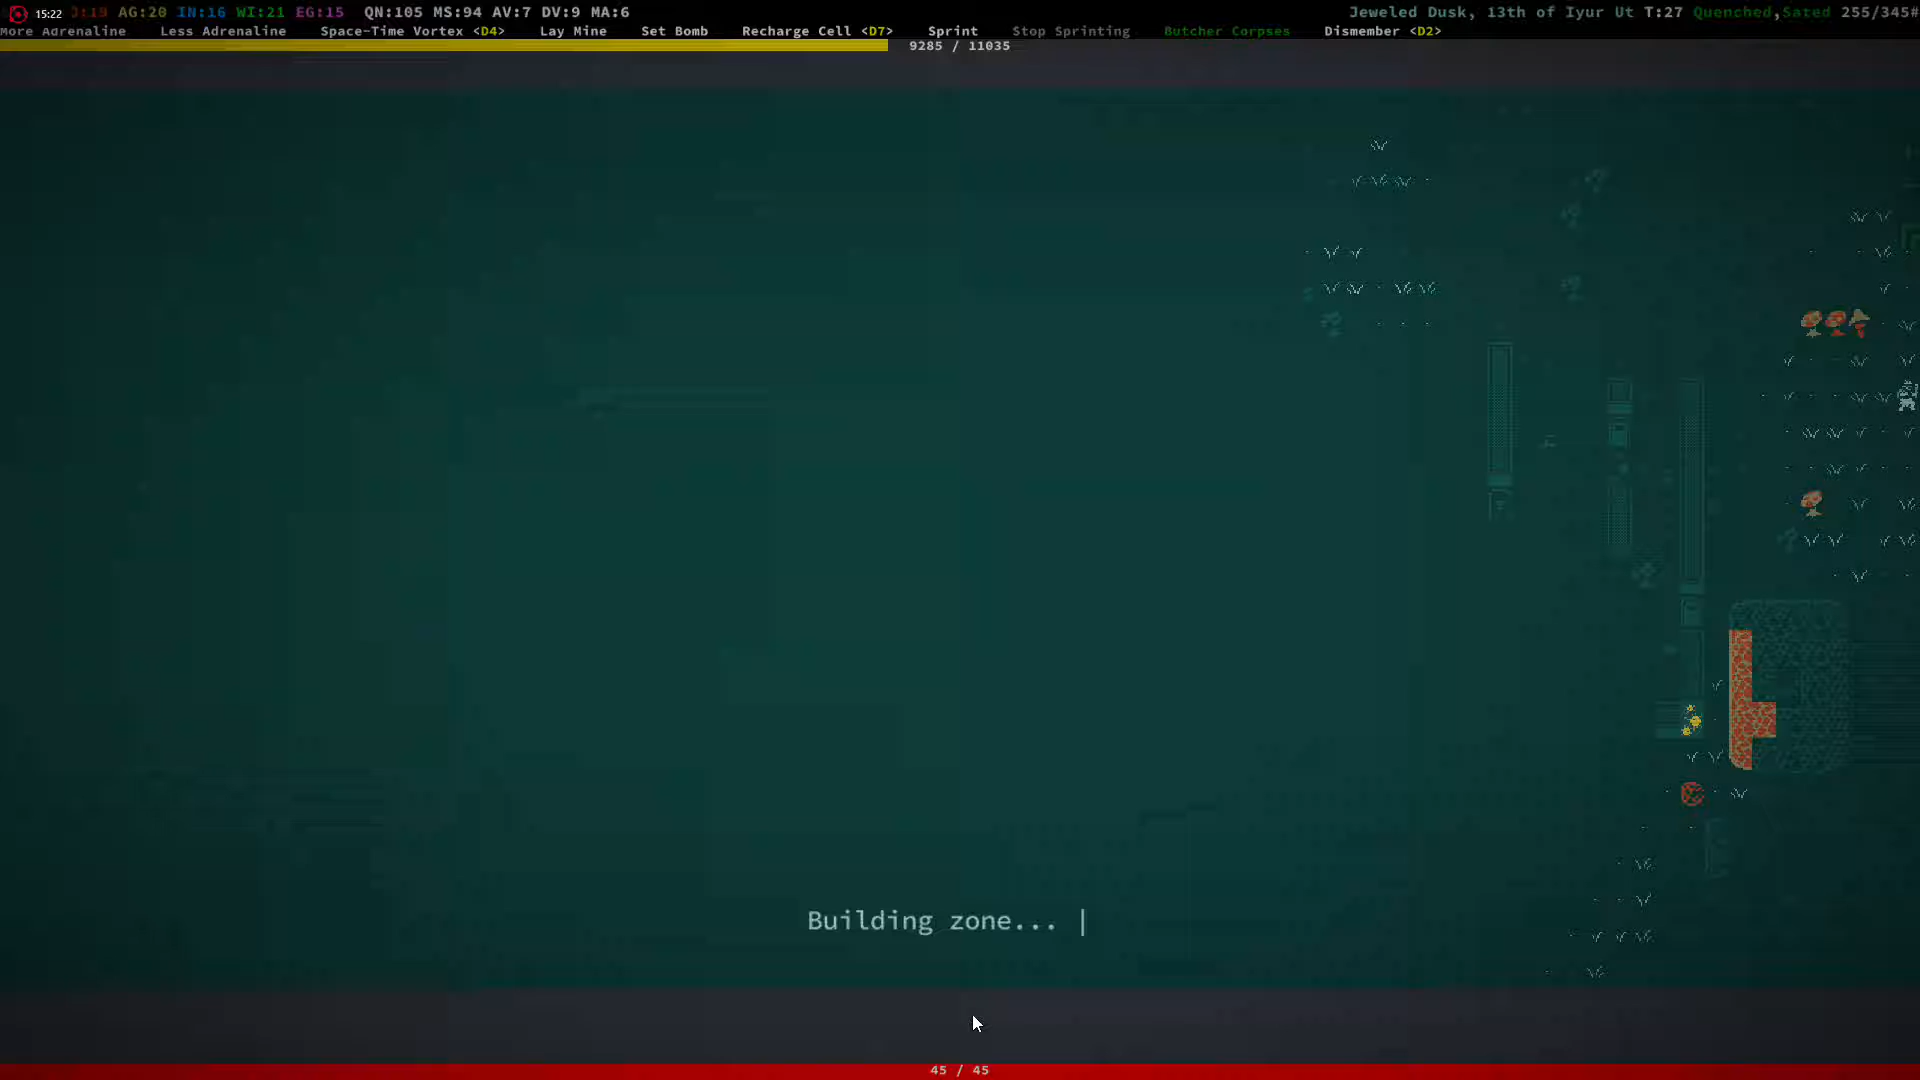 15:22 J:19 AG:20 IN:16 WI:21 EG:15 QN:105 MS:94 AV:7 DV:9 MA:6 Jeweled Dusk, 13th of Iyur Ut T:27 Quenched,Sated 255/345#
More Adrenaline Less Adrenaline Space-Time Vortex <D4> Lay Mine Set Bomb Recharge Cell <D7> Sprint Stop Sprinting Butcher Corpses Dismember <D2>
9285 / 11035
Building zone... |
45 / 45